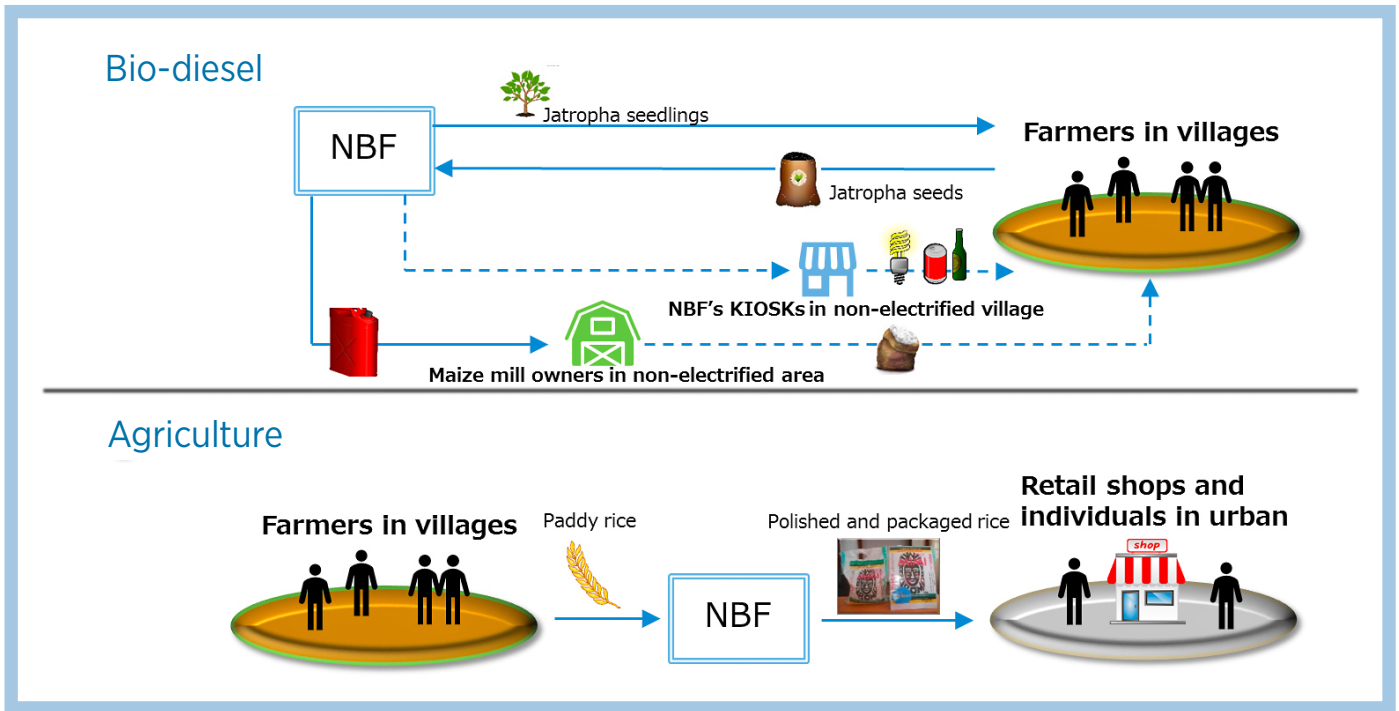 Bio-diesel
Jatropha seedlings
NBF
Farmers in villages
Jatropha seeds
NBF's KIOSKs in non-electrified village
Maize mill owners in non-electrified area
Agriculture
Retail shops and
individuals in urban
Farmers in villages
Paddy rice
Polished and packaged rice
shop
NBF